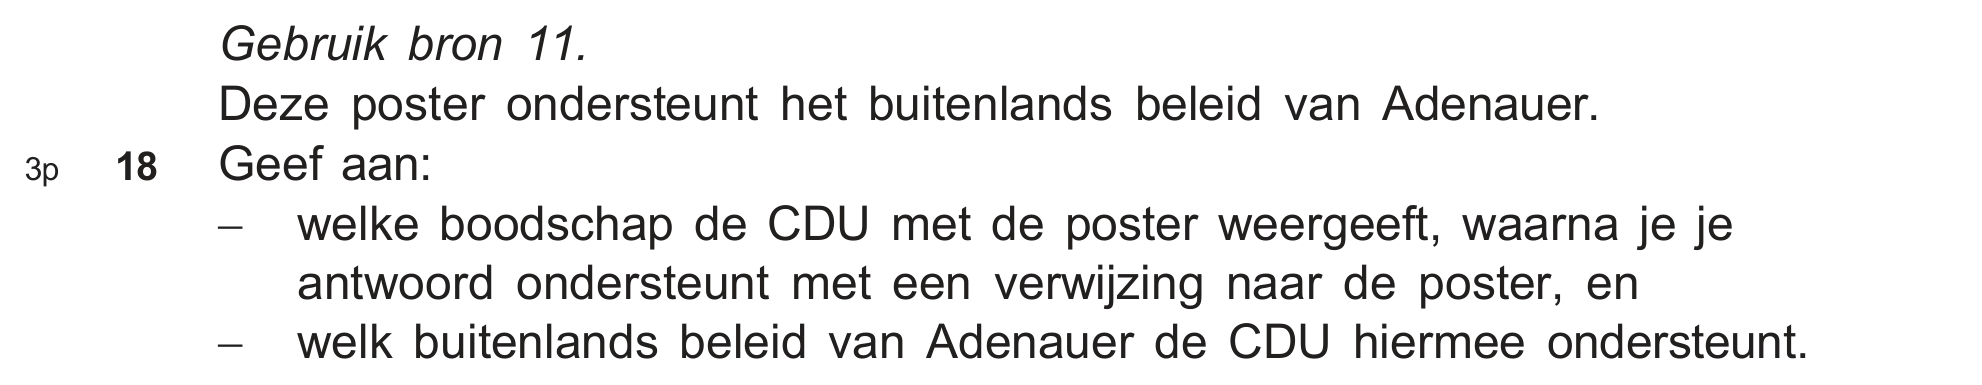 Gebruik bron 11.
Deze poster ondersteunt het buitenlands beleid van Adenauer.
3p 18 Geef aan:
– welke boodschap de CDU met de poster weergeeft, waarna je je
antwoord ondersteunt met een verwijzing naar de poster, en
– welk buitenlands beleid van Adenauer de CDU hiermee ondersteunt.